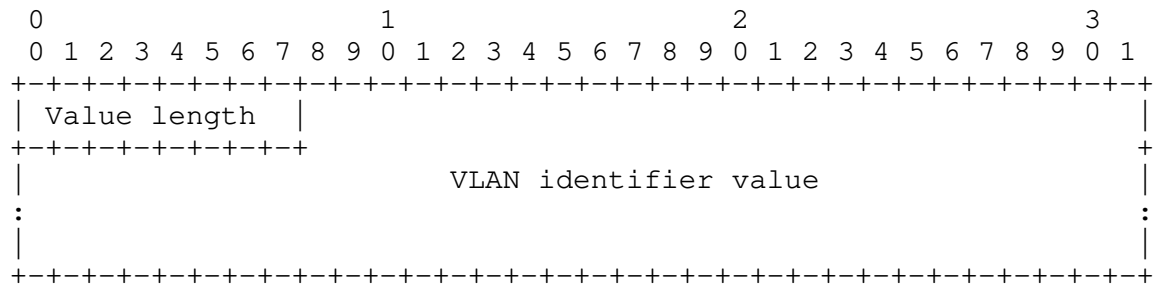 0                   1                   2                   3
 0 1 2 3 4 5 6 7 8 9 0 1 2 3 4 5 6 7 8 9 0 1 2 3 4 5 6 7 8 9 0 1
+-+-+-+-+-+-+-+-+-+-+-+-+-+-+-+-+-+-+-+-+-+-+-+-+-+-+-+-+-+-+-+-+
| Value length  |                                               |
+-+-+-+-+-+-+-+-+                                               +
|                        VLAN identifier value                  |
:                                                               :
|                                                               |
+-+-+-+-+-+-+-+-+-+-+-+-+-+-+-+-+-+-+-+-+-+-+-+-+-+-+-+-+-+-+-+-+